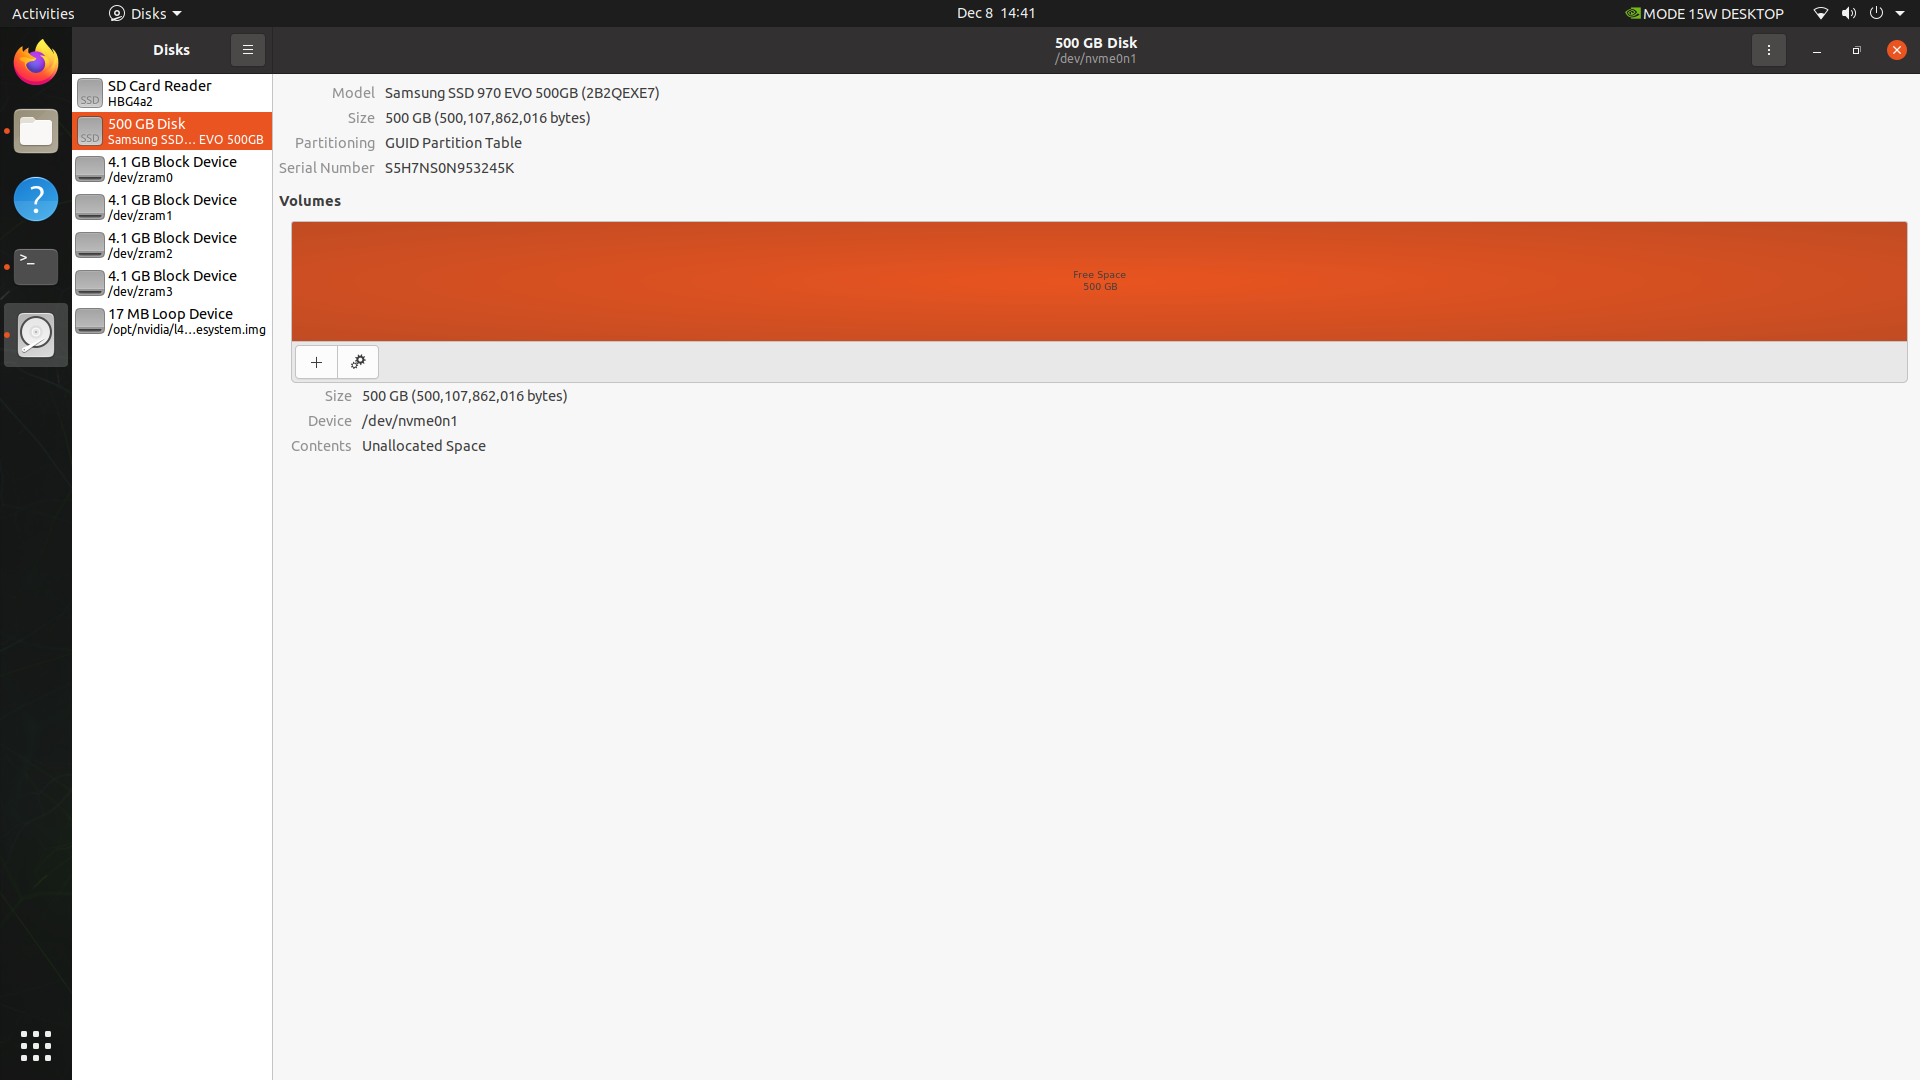 Activities
Disks
Dec 8 14:41
MODE 15W DESKTOP
Disks
500 GB Disk
/dev/nvme0n1
SSD
SD Card Reader
HBG4a2
SSD
500 GB Disk
Samsung SSD... EVO 500GB
4.1 GB Block Device
/dev/zram0
4.1 GB Block Device
/dev/zram1
4.1 GB Block Device
/dev/zram2
4.1 GB Block Device
/dev/zram3
17 MB Loop Device
/opt/nvidia/l4...esystem.img
Model Samsung SSD 970 EVO 500GB (2B2QEXE7)
Size 500 GB (500,107,862,016 bytes)
Partitioning GUID Partition Table
Serial Number S5H7NS0N953245K
Volumes
Free Space
500 GB
Size 500 GB (500,107,862,016 bytes)
Device /dev/nvme0n1
Contents Unallocated Space